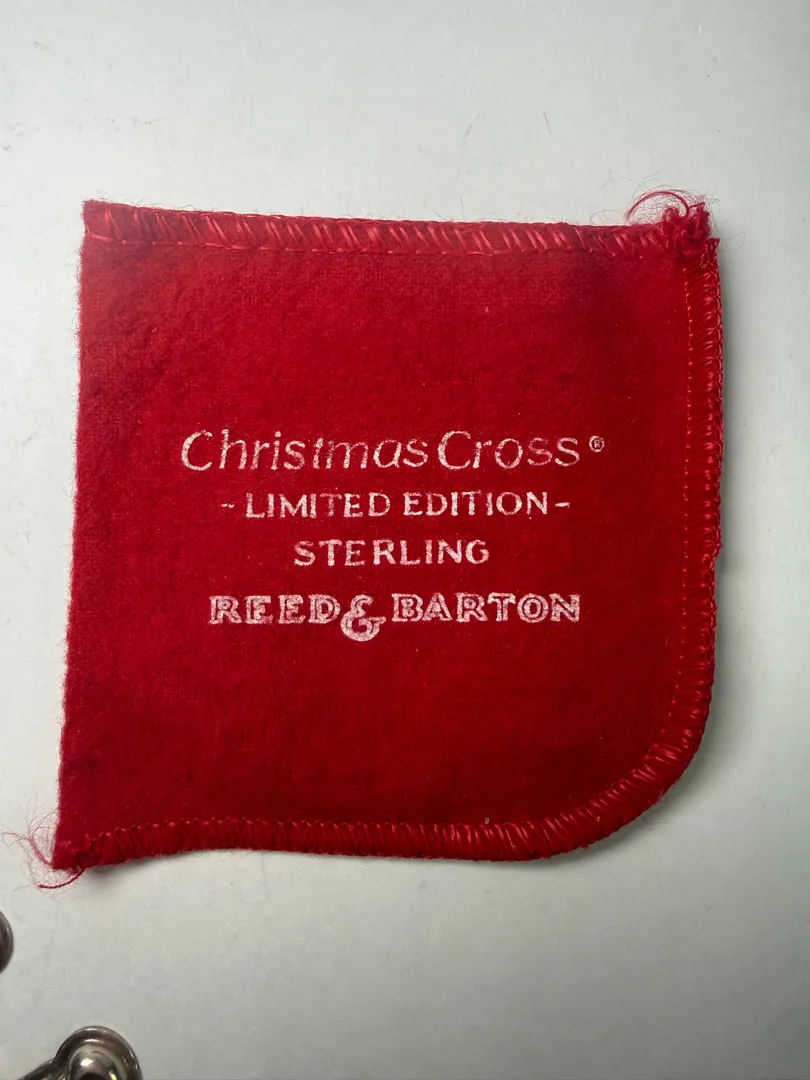 Christmas Cross®
-LIMITED EDITION-
STERLING
REED & BARTON